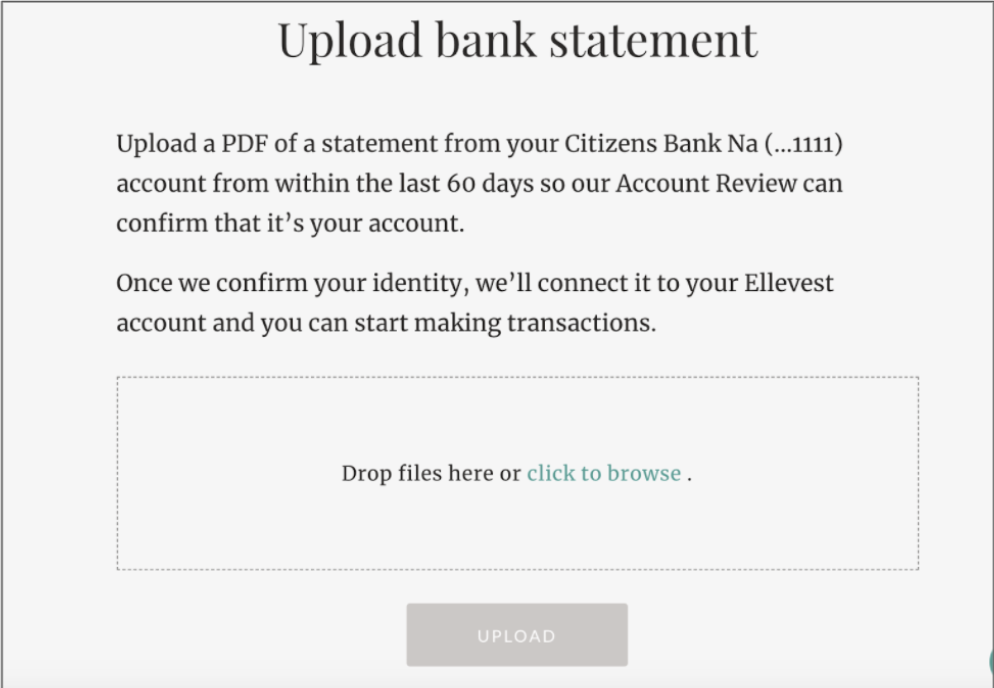 Upload bank statement
Upload a PDF of a statement from your Citizens Bank Na (...1111)
account from within the last 60 days so our Account Review can
confirm that it’s your account.
Once we confirm your identity, we’ll connect it to your Ellevest
account and you can start making transactions.
Drop files here or click to browse .
UPLOAD